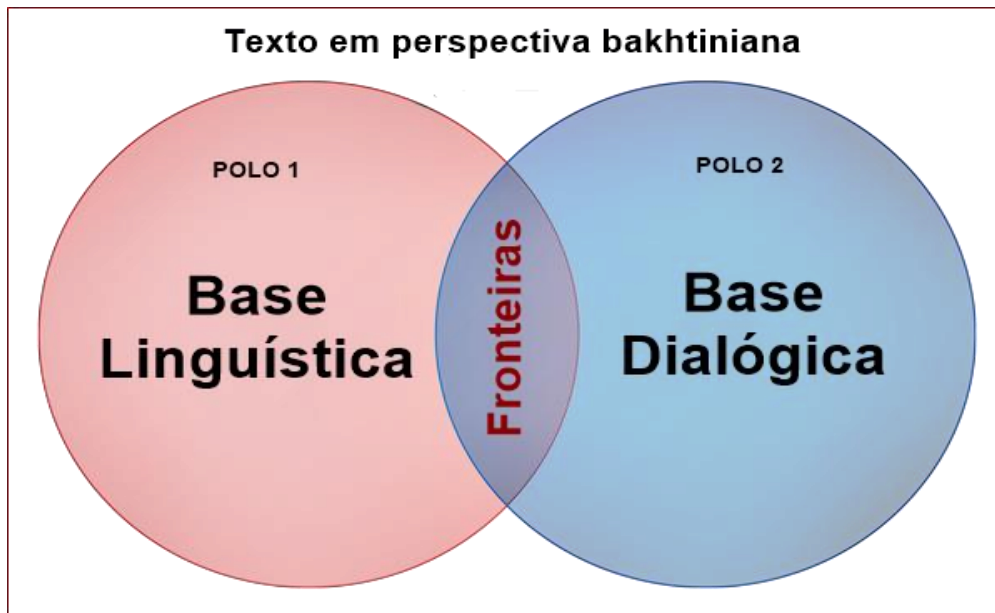 Texto em perspectiva bakhtiniana
POLO 1
Base
Linguística
Fronteiras
POLO 2
Base
Dialógica